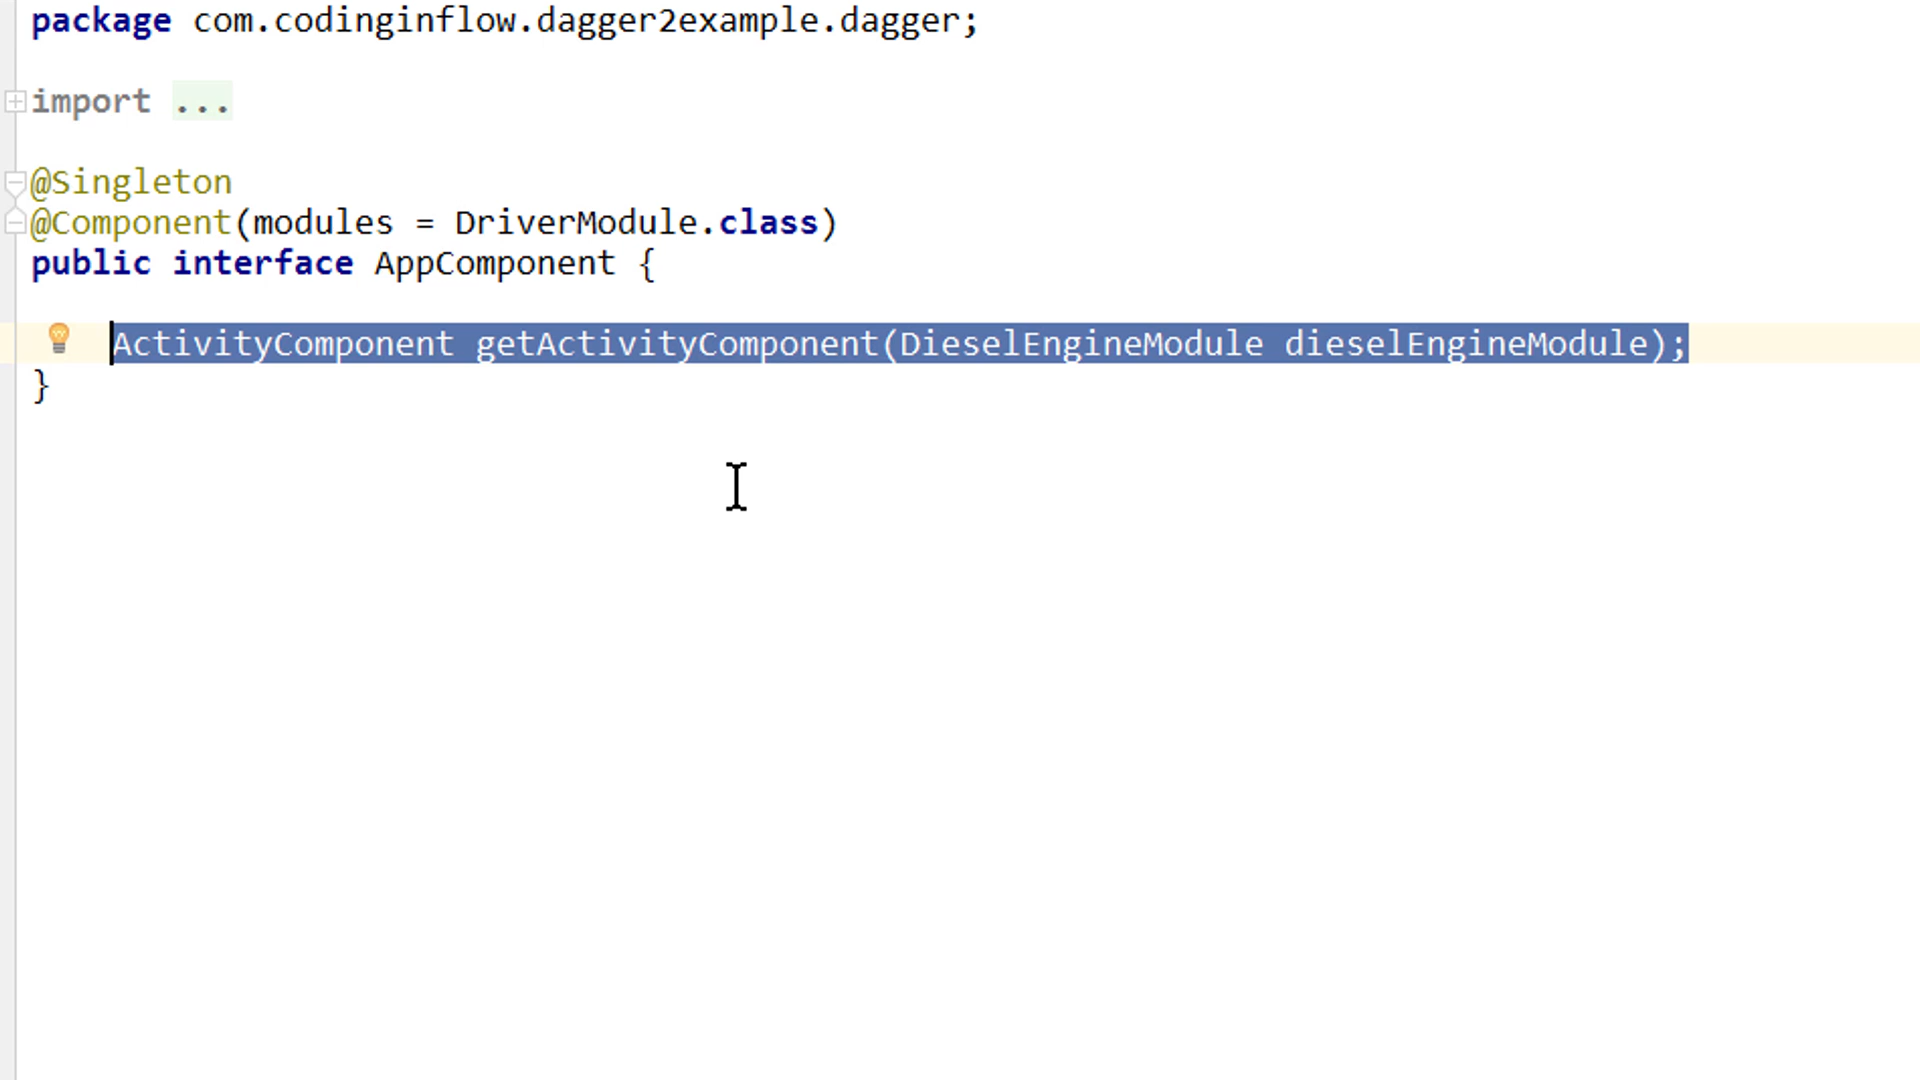 package com.codinginflow.dagger2example.dagger;
import ...
@Singleton
@Component(modules = DriverModule.class)
public interface AppComponent {
ActivityComponent getActivityComponent(DieselEngineModule dieselEngineModule);
}